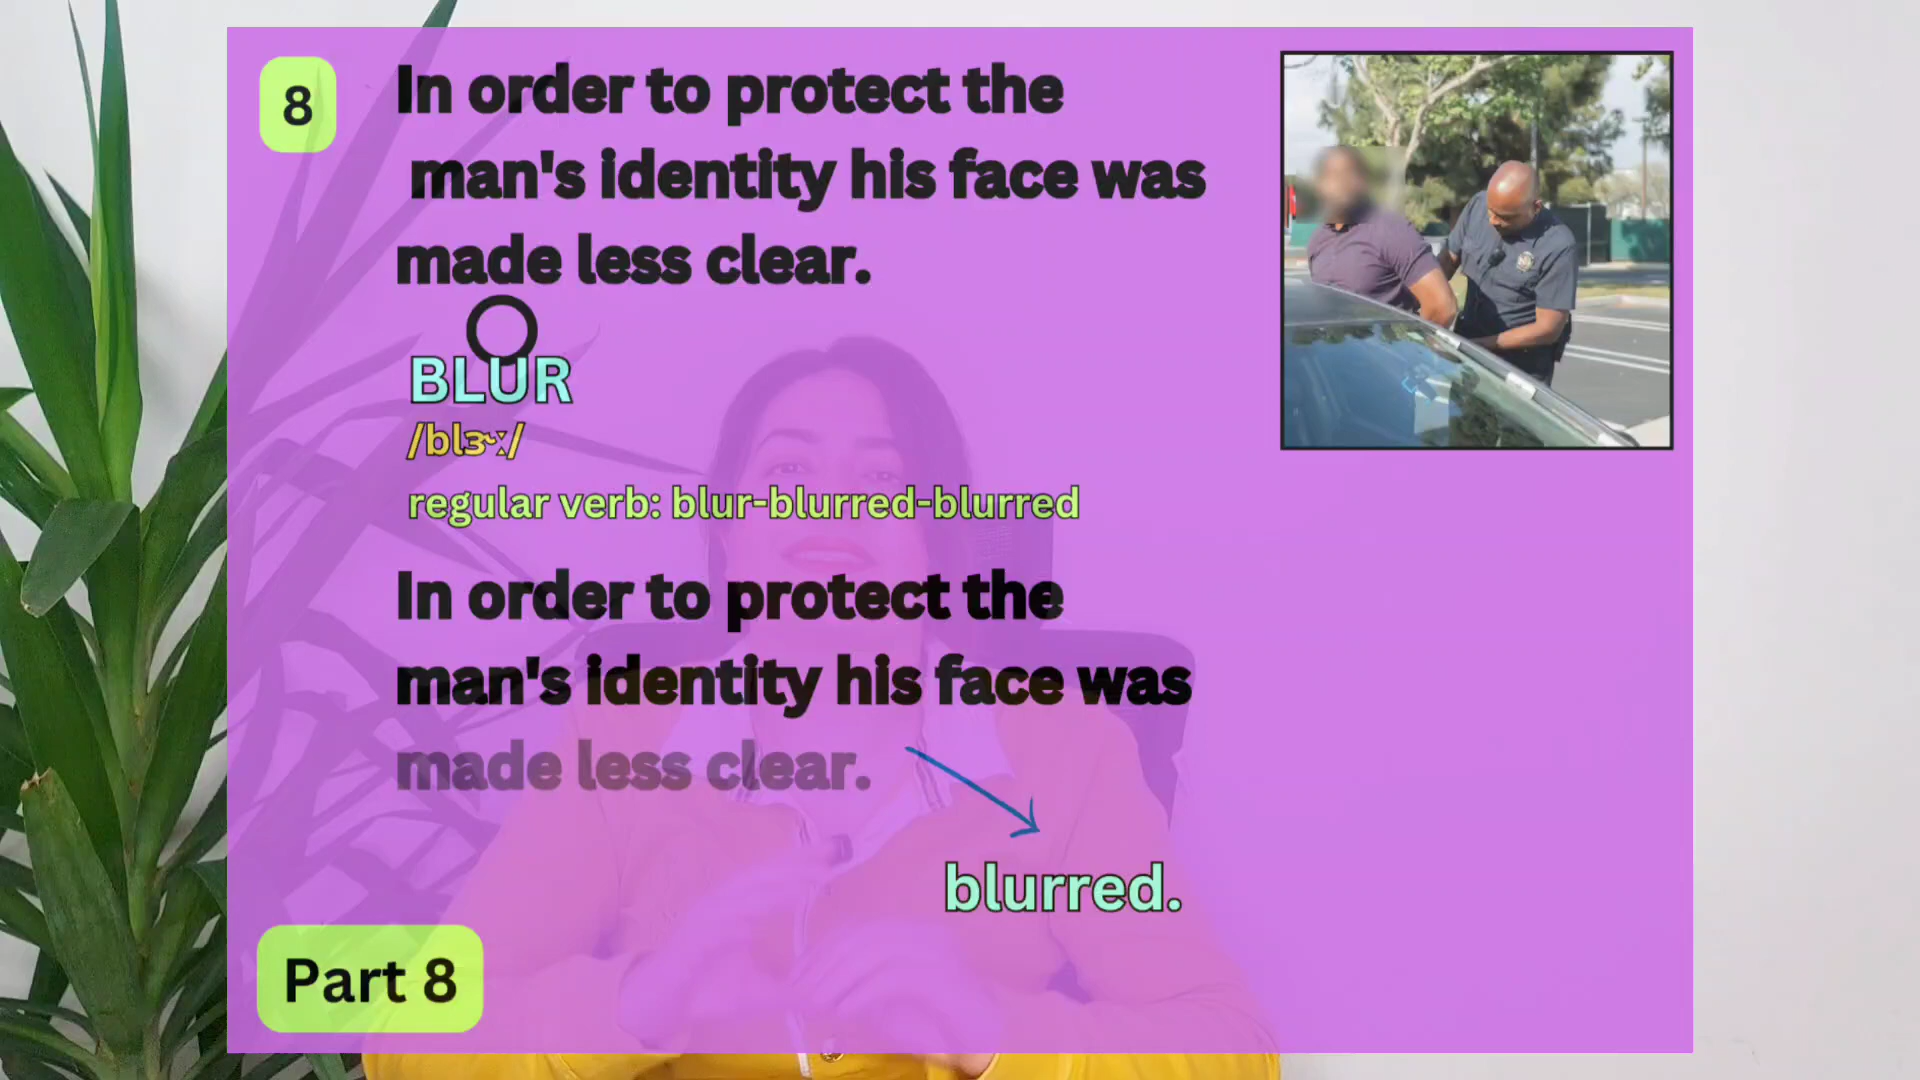 8
In order to protect the
man's identity his face was
made less clear.
BLUR
/blɝː/
regular verb: blur-blurred-blurred
In order to protect the
man's identity his face was
made less clear.
blurred.
Part 8